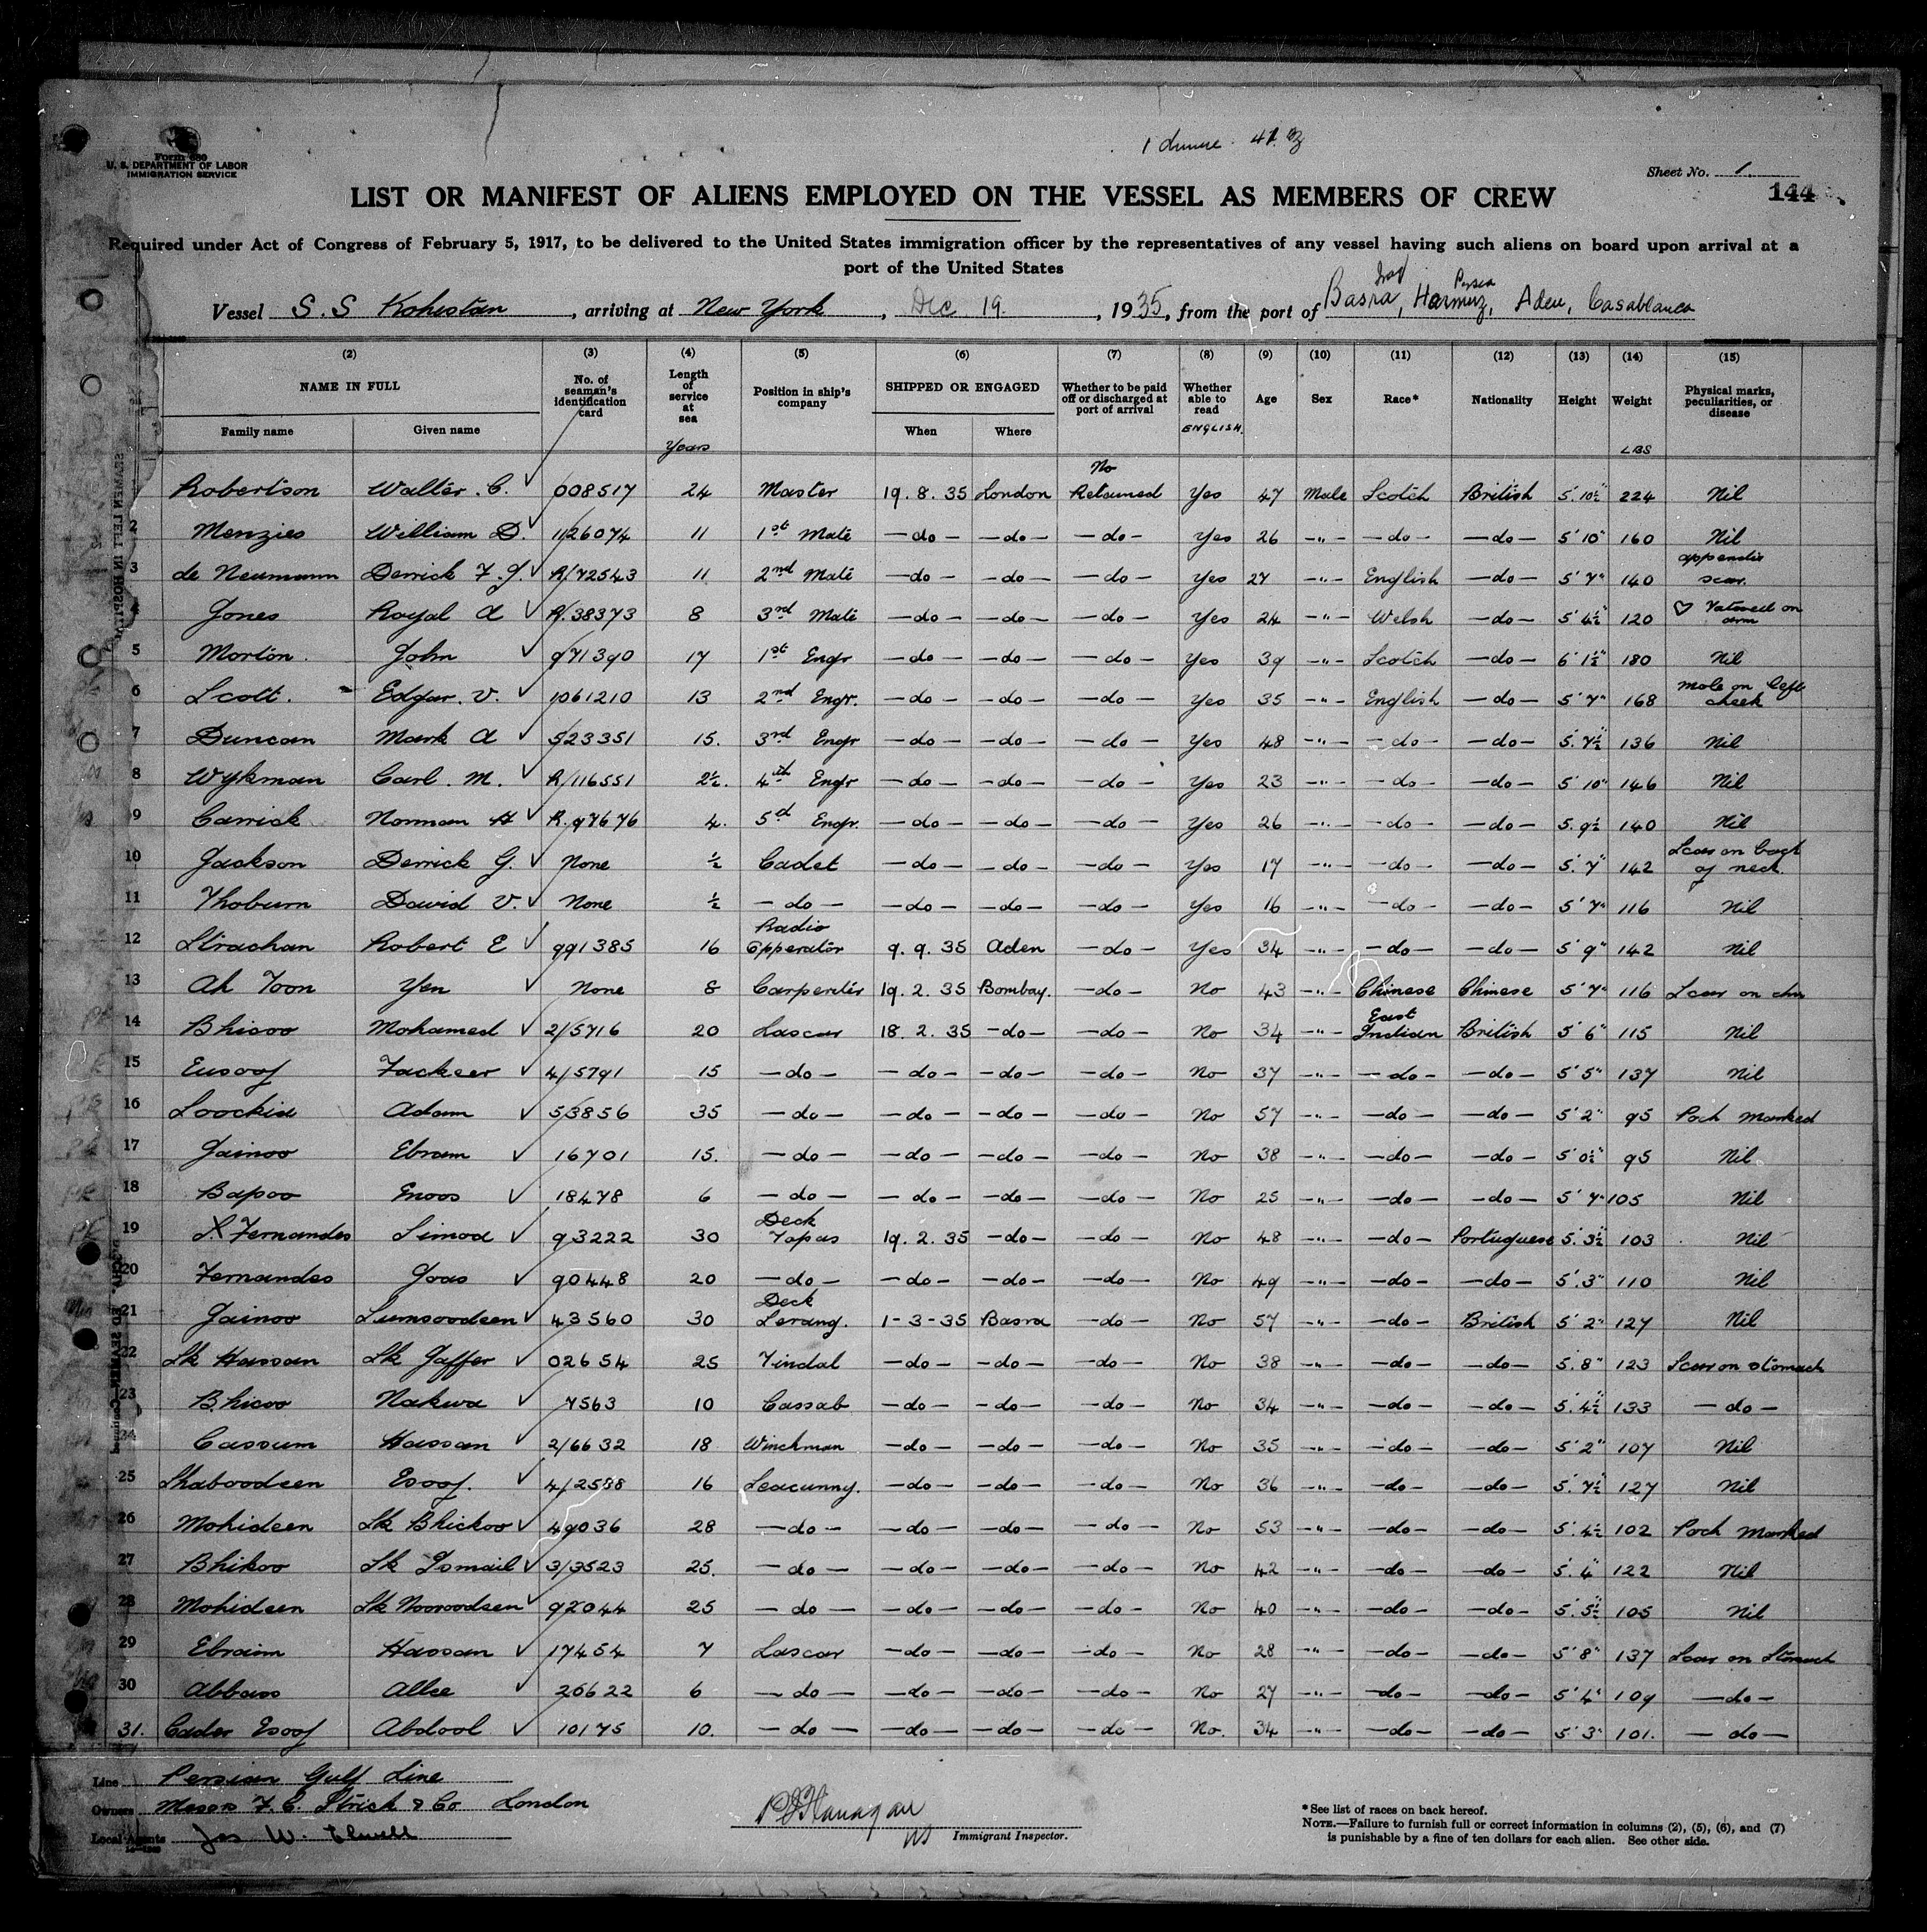 Form 680
U. S. DEPARTMENT OF LABOR
IMMIGRATION SERVICE
Sheet No. 1
144
LIST OR MANIFEST OF ALIENS EMPLOYED ON THE VESSEL AS MEMBERS OF CREW
Required under Act of Congress of February 5, 1917, to be delivered to the United States immigration officer by the representatives of any vessel having such aliens on board upon arrival at a
port of the United States
Iraq Persia
Vessel S.S Kohistan, arriving at New York, Dec 19, 1935, from the port of Basra, Hormuz, Aden, Casablanca
(2) (3) (4) (5) (6) (7) (8) (9) (10) (11) (12) (13) (14) (15)
NAME IN FULL No. of seaman's identification card Length of service at sea Position in ship's company SHIPPED OR ENGAGED Whether to be paid off or discharged at port of arrival Whether able to read Age Sex Race* Nationality Height Weight Physical marks, peculiarities, or disease
Family name Given name Years When Where ENGLISH. LBS
Robertson Walter. C. 008517 24 Master 19. 8. 35 London No Retained Yes 47 Male Scotch British 5' 10½" 224 Nil
2 Menzies William D. 1126074 11 1st Mate —do— —do— —do— Yes 26 —"— —do— —do— 5' 10" 160 Nil
3 de Neumann Derrick F. J. R/72543 11 2nd Mate —do— —do— —do— Yes 27 —"— English —do— 5' 7" 140 appendix scar.
4 Jones Royal A R.38373 8 3rd Mate —do— —do— —do— Yes 24 —"— Welsh —do— 5' 4½" 120 ♡ Tatooed on arm
5 Morton. John 971390 17 1st Engr —do— —do— —do— Yes 39 —"— Scotch —do— 6' 1½" 180 Nil
6 Scott. Edgar. V. 1061210 13 2nd Engr. —do— —do— —do— Yes 35 —"— English —do— 5' 7" 168 mole on left cheek
7 Duncan Mark A 523351 15. 3rd Engr —do— —do— —do— Yes 48 —"— —do— —do— 5. 7½" 136 Nil
8 Wykman Carl. M. R/116551 2½. 4th Engr —do— —do— —do— Yes 23 —"— —do— —do— 5' 10" 146 Nil
9 Carrick Norman H R.97676 4. 5d Engr. —do— —do— —do— Yes 26 —"— —do— —do— 5. 9½ 140 Nil
10 Jackson Derrick G. None ½ Cadet —do— —do— —do— Yes 17 —"— —do— —do— 5. 7" 142 Scar on back of neck.
11 Thoburn David V. None ½ —do— —do— —do— —do— Yes 16 —"— —do— —do— 5' 7" 116 Nil
12 Strachan Robert E 991385 16 Radio Opperator 9. 9. 35 Aden —do— Yes 34 —"— —do— —do— 5' 9" 142 Nil
13 Ah Toon Yen None 8 Carpenter 19. 2. 35 Bombay. —do— No 43 —"— Chinese Chinese 5' 7" 116 Scar on chin
14 Bhicoo Mohamed 2/5716 20 Lascar 18. 2. 35 —do— —do— No 34 —"— East Indian British 5' 6" 115 Nil
15 Eusoof Fackeer 4/5791 15 —do— —do— —do— —do— No 37 —"— —do— —do— 5' 5" 137 Nil
16 Loockia Adam 53856 35 —do— —do— —do— —do— No 57 —"— —do— —do— 5' 2" 95 Pock Marked
17 Jainoo Ebram 16701 15. —do— —do— —do— —do— No 38 —"— —do— —do— 5' 0½" 95 Nil
18 Bapoo Enoos 18478 6 —do— —do— —do— —do— No 25 —"— —do— —do— 5' 7" 105 Nil
19 Fernandes Simoa 93222 30 Deck Topas 19. 2. 35 —do— —do— No 48 —"— —do— Portuguese 5. 3½ 103 Nil
20 Fernandes Joas 90448 20 —do— —do— —do— —do— No 49 —"— —do— —do— 5'. 3" 110 Nil
21 Jainoo Sumsoodeen 43560 30 Deck Serang. 1-3-35 Basra —do— No 57 —"— —do— British 5' 2" 127 Nil
22 Sk Hassan Sk Gaffer 02654 25 Tindal —do— —do— —do— No 38 —"— —do— —do— 5. 8" 123 Scar on stomach
23 Bhicoo Nakwa 7563 10 Cassab —do— —do— —do— No 34 —"— —do— —do— 5. 4½" 133 —do—
24 Cassum Hassan 2/6632 18 Winchman —do— —do— —do— No 35 —"— —do— —do— 5' 2" 107 Nil
25 Shaboodeen Esoof. 4/2588 16 Seacunny. —do— —do— —do— No 36 —"— —do— —do— 5. 7½" 127 Nil
26 Mohideen Sk Bhickoo 49036 28 —do— —do— —do— —do— No 53 —"— —do— —do— 5'. 4½ 102 Pock Marked
27 Bhikoo Sk Ismail 3/3523 25. —do— —do— —do— —do— No 42 —"— —do— —do— 5'. 4" 122 Nil
28 Mohideen Sk Nooroodeen 92044 25 —do— —do— —do— —do— No 40 —"— —do— —do— 5'. 5½" 105 Nil
29 Ebraim Hassan 17454 7 Lascar —do— —do— —do— No 28 —"— —do— —do— 5' 8" 137 Scar on Stomach
30 Abbass Allee 26622 6 —do— —do— —do— —do— No 27 —"— —do— —do— 5' 4" 109 —do—
31. Cader Esoof Abdool 10175 10. —do— —do— —do— —do— No. 34 —"— —do— —do— 5' 3" 101. —do—
Line Persian Gulf Line
Owners Messrs F. C. Strick & Co London
Local Agents Jas W. Elwell
Immigrant Inspector.
*See list of races on back hereof.
NOTE.—Failure to furnish full or correct information in columns (2), (5), (6), and (7)
is punishable by a fine of ten dollars for each alien. See other side.